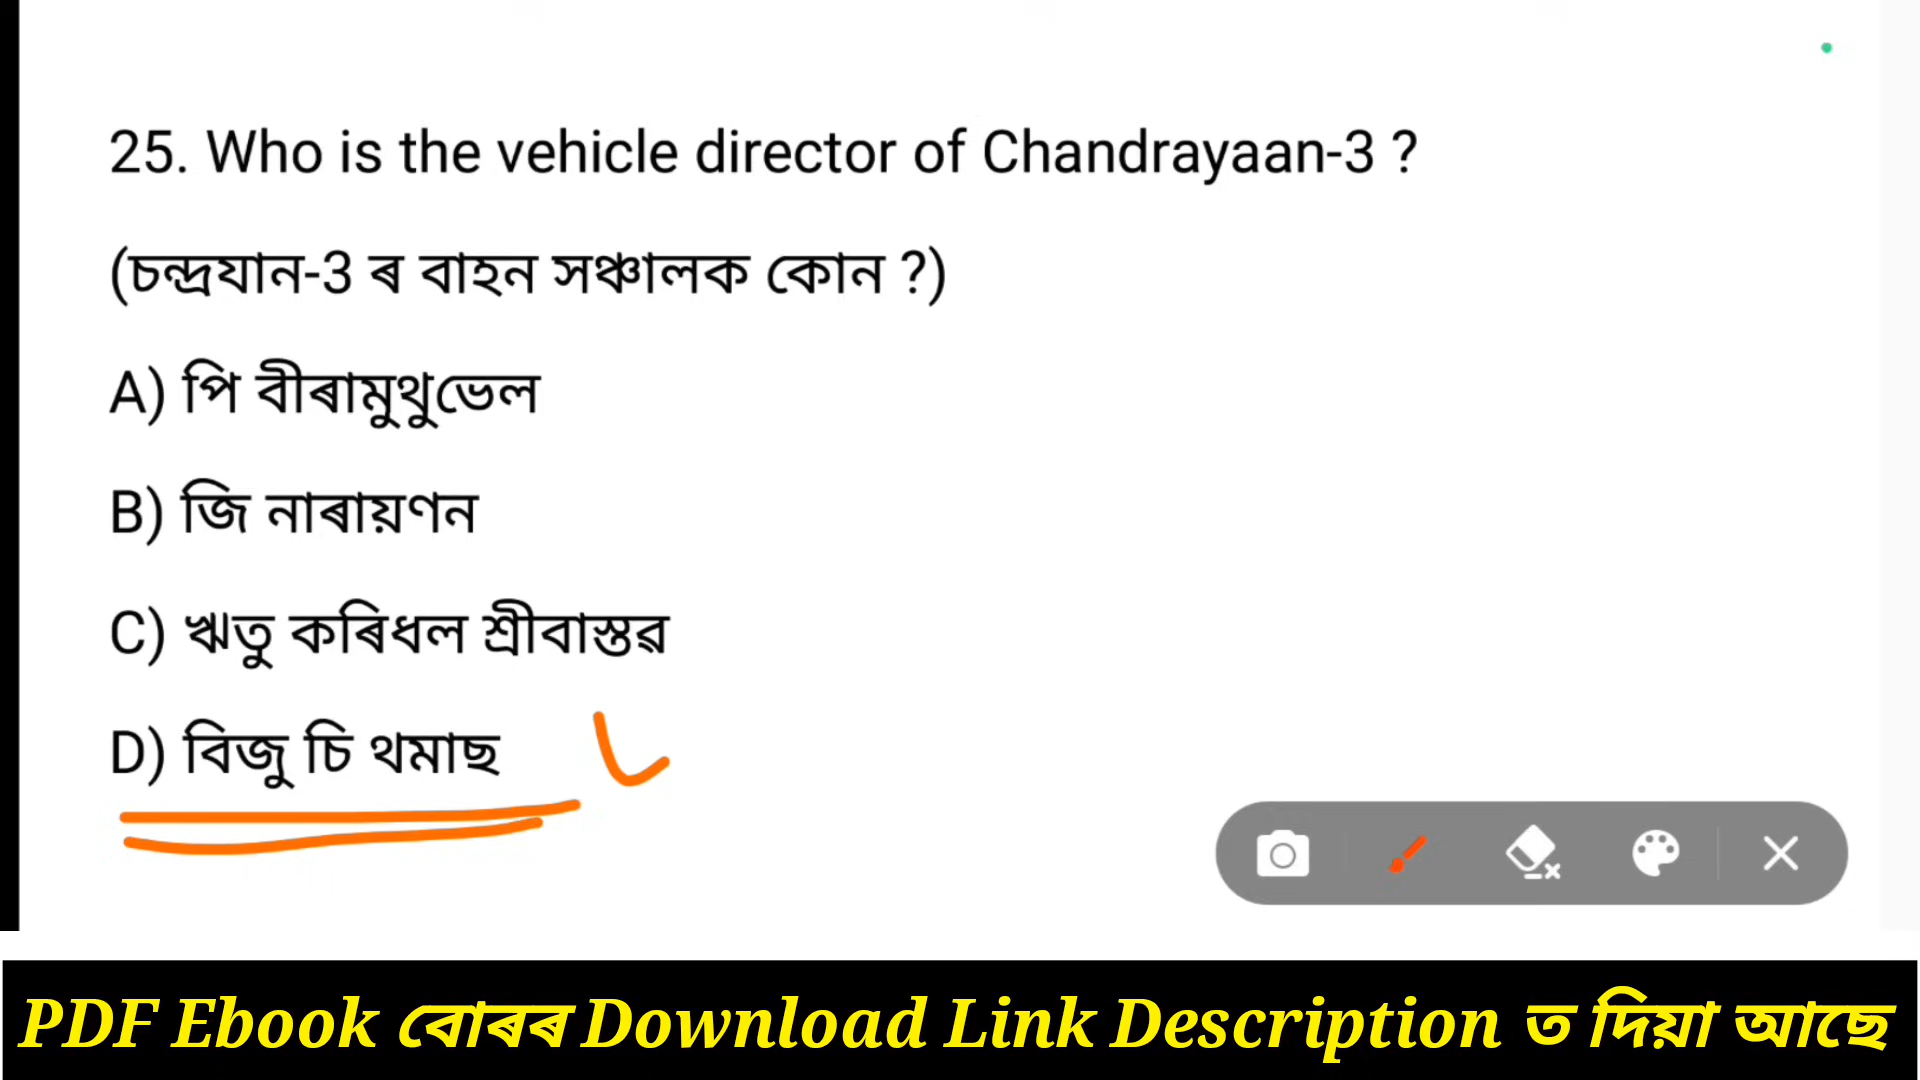 25. Who is the vehicle director of Chandrayaan-3 ?
(চন্দ্ৰযান-3 ৰ বাহন সঞ্চালক কোন ?)
A) পি বীৰামুথুভেল
B) জি নাৰায়ণন
C) ঋতু কৰিধল শ্ৰীবাস্তৱ
D) বিজু চি থমাছ
PDF Ebook বোৰৰ Download Link Description ত দিয়া আছে